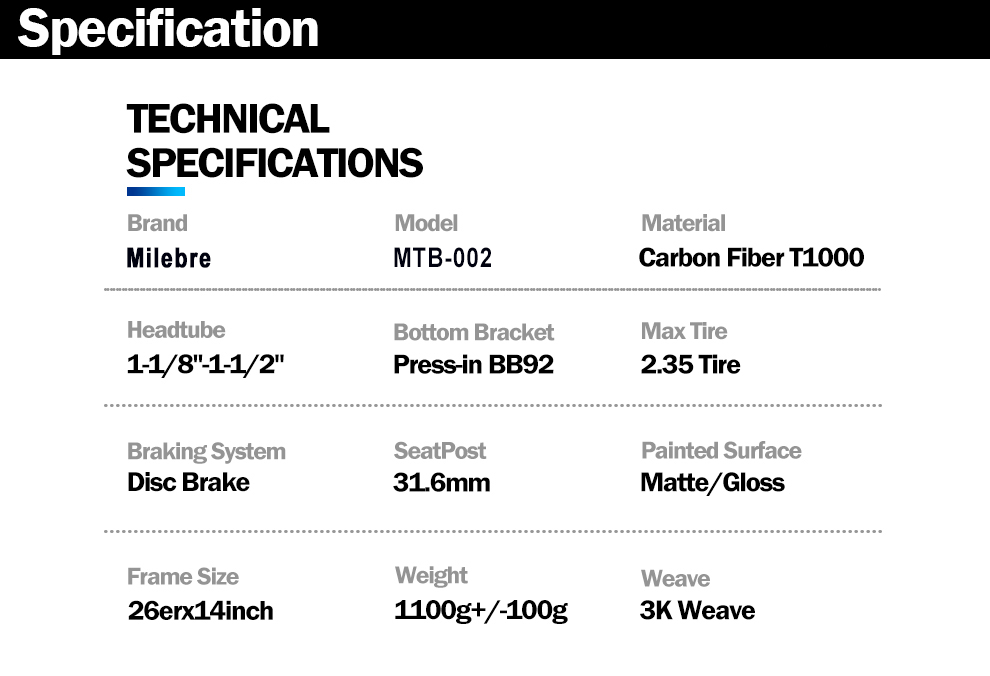 Specification
TECHNICAL
SPECIFICATIONS
Brand Model Material
Milebre MTB-002 Carbon Fiber T1000
Headtube Bottom Bracket Max Tire
1-1/8"-1-1/2" Press-in BB92 2.35 Tire
Braking System SeatPost Painted Surface
Disc Brake 31.6mm Matte/Gloss
Frame Size Weight Weave
26erx14inch 1100g+/-100g 3K Weave